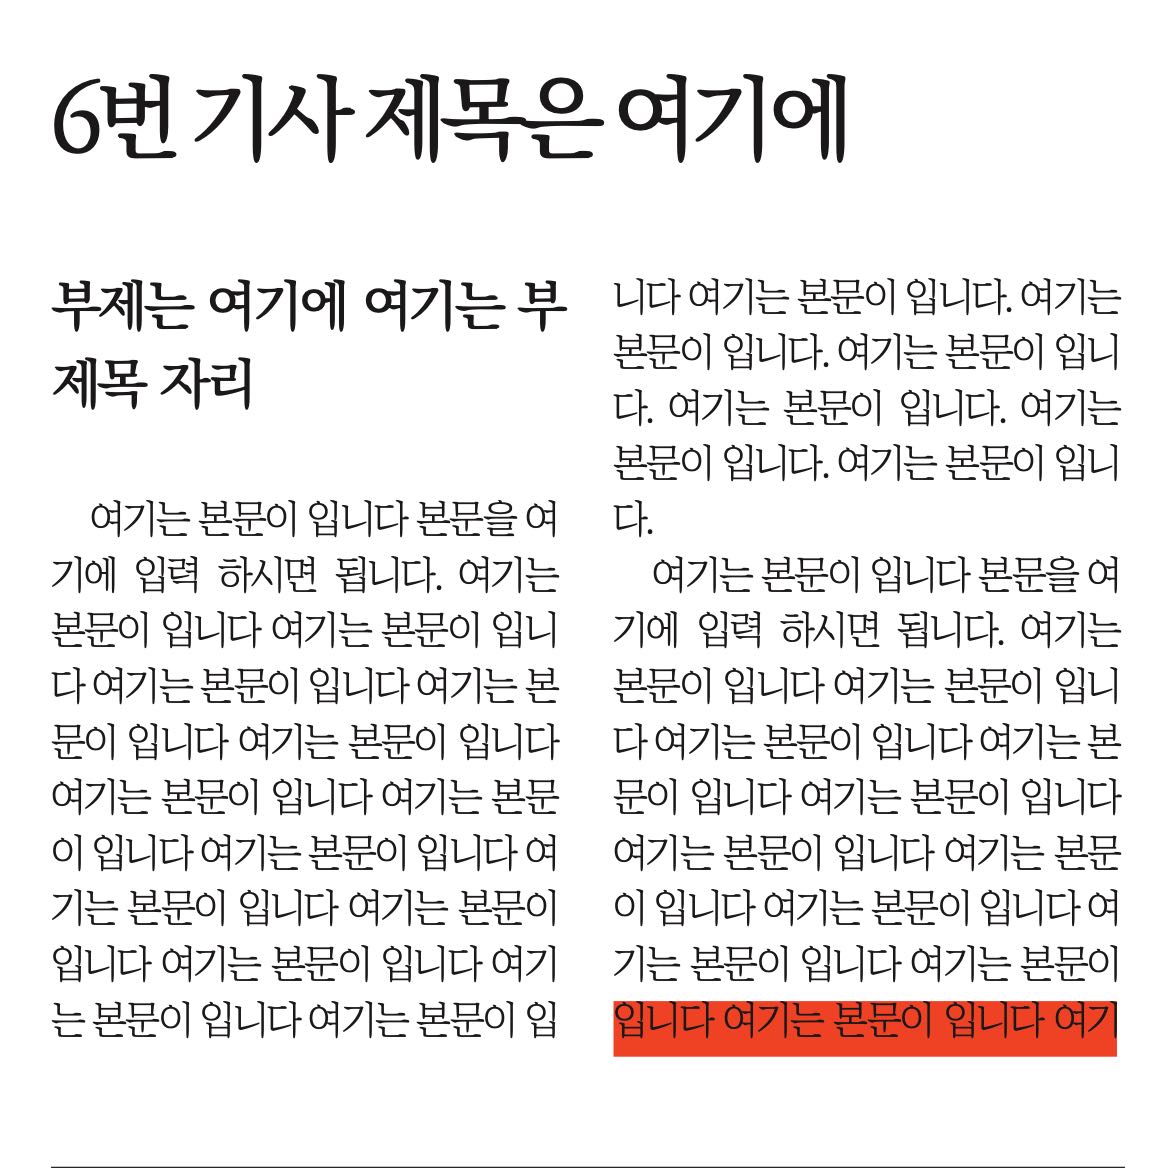 6번 기사 제목은 여기에
부제는 여기에 여기는 부
제목 자리
여기는 본문이 입니다 본문을 여
기에 입력 하시면 됩니다. 여기는
본문이 입니다 여기는 본문이 입니
다 여기는 본문이 입니다 여기는 본
문이 입니다 여기는 본문이 입니다
여기는 본문이 입니다 여기는 본문
이 입니다 여기는 본문이 입니다 여
기는 본문이 입니다 여기는 본문이
입니다 여기는 본문이 입니다 여기
는 본문이 입니다 여기는 본문이 입
니다 여기는 본문이 입니다. 여기는
본문이 입니다. 여기는 본문이 입니
다. 여기는 본문이 입니다. 여기는
본문이 입니다. 여기는 본문이 입니
다.
여기는 본문이 입니다 본문을 여
기에 입력 하시면 됩니다. 여기는
본문이 입니다 여기는 본문이 입니
다 여기는 본문이 입니다 여기는 본
문이 입니다 여기는 본문이 입니다
여기는 본문이 입니다 여기는 본문
이 입니다 여기는 본문이 입니다 여
기는 본문이 입니다 여기는 본문이
입니다 여기는 본문이 입니다 여기